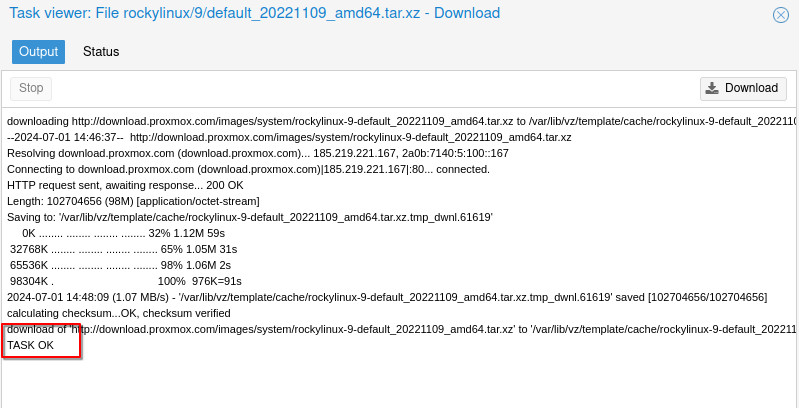 Task viewer: File rockylinux/9/default_20221109_amd64.tar.xz - Download
Output Status
Stop Download
downloading http://download.proxmox.com/images/system/rockylinux-9-default_20221109_amd64.tar.xz to /var/lib/vz/template/cache/rockylinux-9-default_202211
--2024-07-01 14:46:37-- http://download.proxmox.com/images/system/rockylinux-9-default_20221109_amd64.tar.xz
Resolving download.proxmox.com (download.proxmox.com)... 185.219.221.167, 2a0b:7140:5:100::167
Connecting to download.proxmox.com (download.proxmox.com)|185.219.221.167|:80... connected.
HTTP request sent, awaiting response... 200 OK
Length: 102704656 (98M) [application/octet-stream]
Saving to: '/var/lib/vz/template/cache/rockylinux-9-default_20221109_amd64.tar.xz.tmp_dwnl.61619'
0K ........ ........ ........ ........ 32% 1.12M 59s
32768K ........ ........ ........ ........ 65% 1.05M 31s
65536K ........ ........ ........ ........ 98% 1.06M 2s
98304K . 100% 976K=91s
2024-07-01 14:48:09 (1.07 MB/s) - '/var/lib/vz/template/cache/rockylinux-9-default_20221109_amd64.tar.xz.tmp_dwnl.61619' saved [102704656/102704656]
calculating checksum...OK, checksum verified
download of 'http://download.proxmox.com/images/system/rockylinux-9-default_20221109_amd64.tar.xz' to '/var/lib/vz/template/cache/rockylinux-9-default_202211
TASK OK